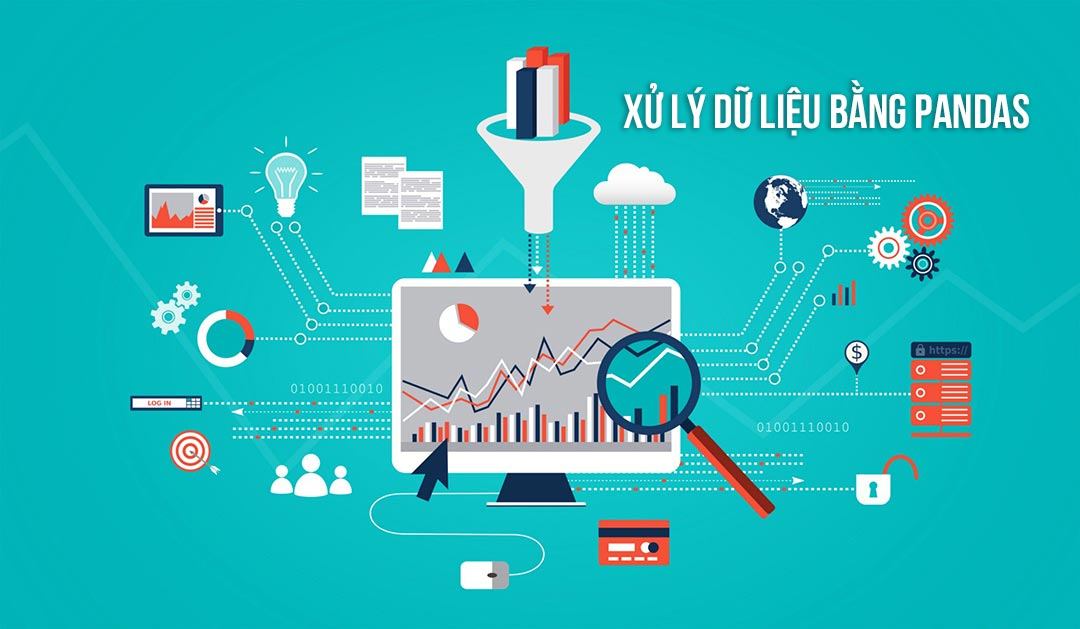 XỬ LÝ DỮ LIỆU BẰNG PANDAS
https://
$
01001110010
LOG IN
01001110010